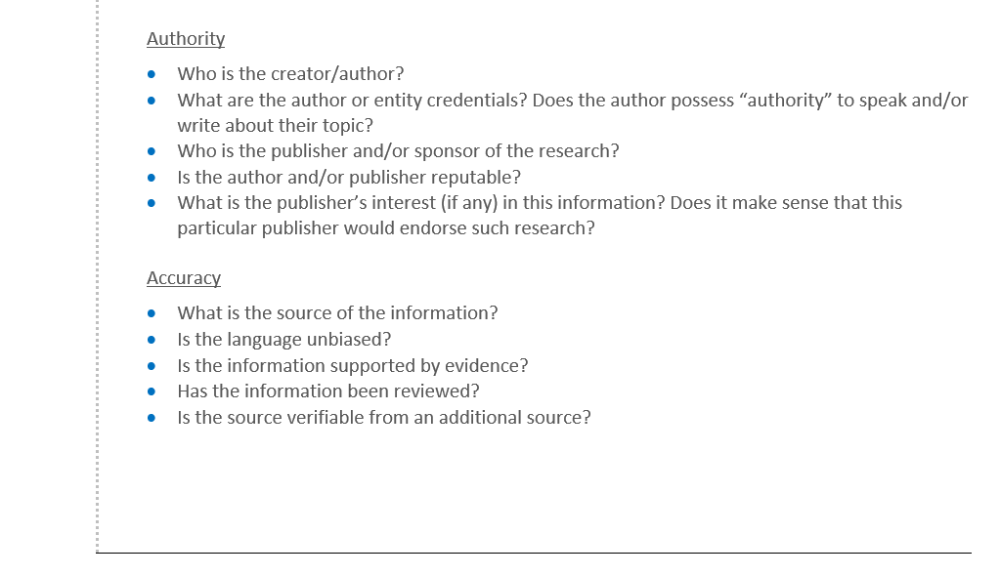 Authority
• Who is the creator/author?
• What are the author or entity credentials? Does the author possess “authority” to speak and/or
write about their topic?
• Who is the publisher and/or sponsor of the research?
• Is the author and/or publisher reputable?
• What is the publisher’s interest (if any) in this information? Does it make sense that this
particular publisher would endorse such research?
Accuracy
• What is the source of the information?
• Is the language unbiased?
• Is the information supported by evidence?
• Has the information been reviewed?
• Is the source verifiable from an additional source?